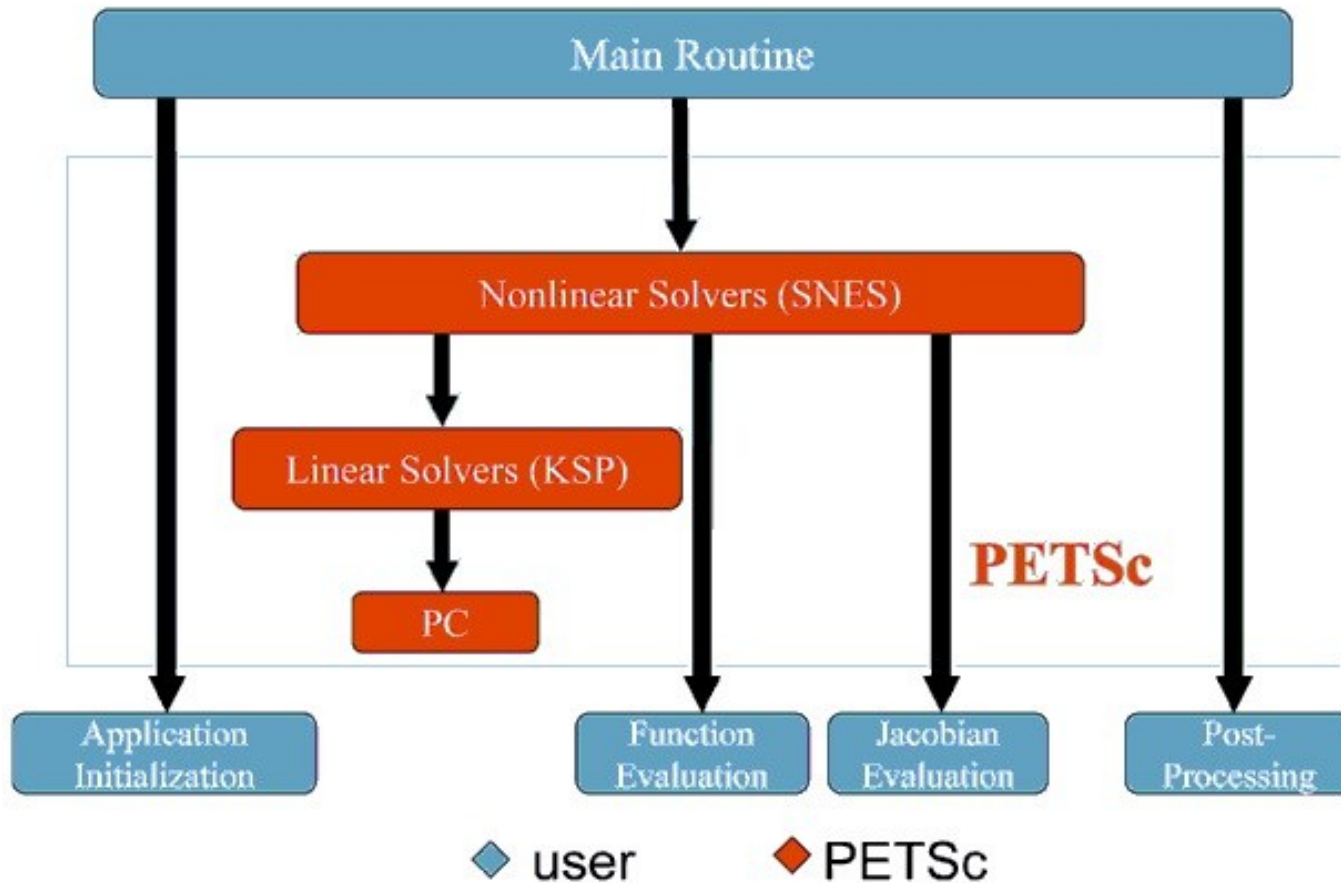 Main Routine
Nonlinear Solvers (SNES)
Linear Solvers (KSP)
PETSc
PC
Application
Initialization
Function
Evaluation
Jacobian
Evaluation
Post-
Processing
user
PETSc